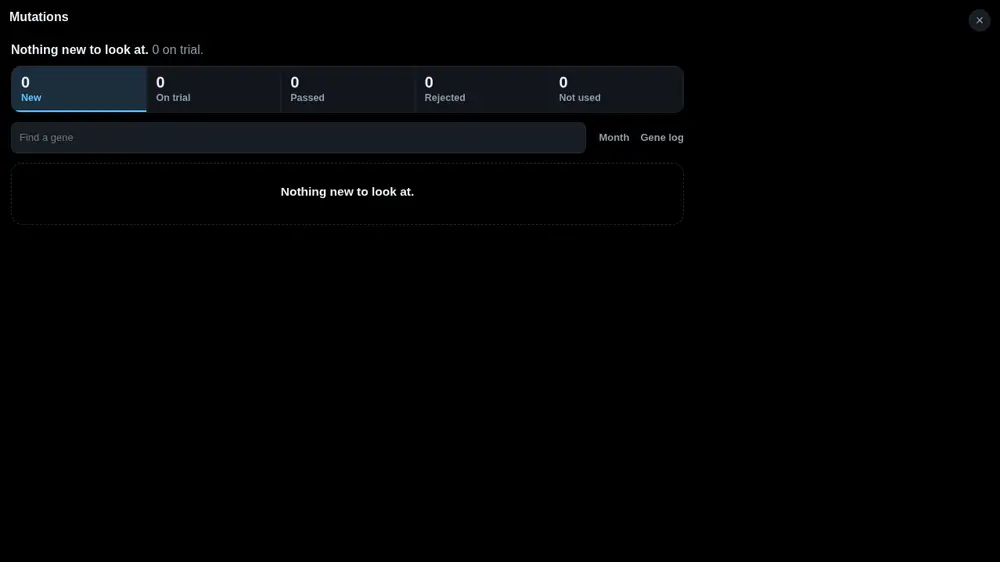 Mutations
×
Nothing new to look at. 0 on trial.
0 0 0 0 0
New On trial Passed Rejected Not used
Find a gene Month Gene log
Nothing new to look at.